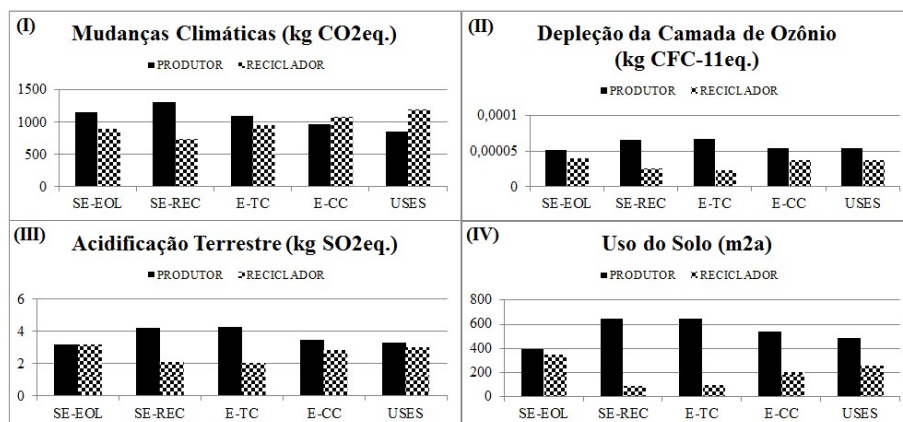 (I)
Mudanças Climáticas (kg CO2eq.)
PRODUTOR RECICLADOR
1500
1000
500
0
SE-EOL SE-REC E-TC E-CC USES
(II)
Depleção da Camada de Ozônio
(kg CFC-11eq.)
PRODUTOR RECICLADOR
0,0001
0,00005
0
SE-EOL SE-REC E-TC E-CC USES
(III)
Acidificação Terrestre (kg SO2eq.)
PRODUTOR RECICLADOR
6
4
2
0
SE-EOL SE-REC E-TC E-CC USES
(IV)
Uso do Solo (m2a)
PRODUTOR RECICLADOR
800
600
400
200
0
SE-EOL SE-REC E-TC E-CC USES